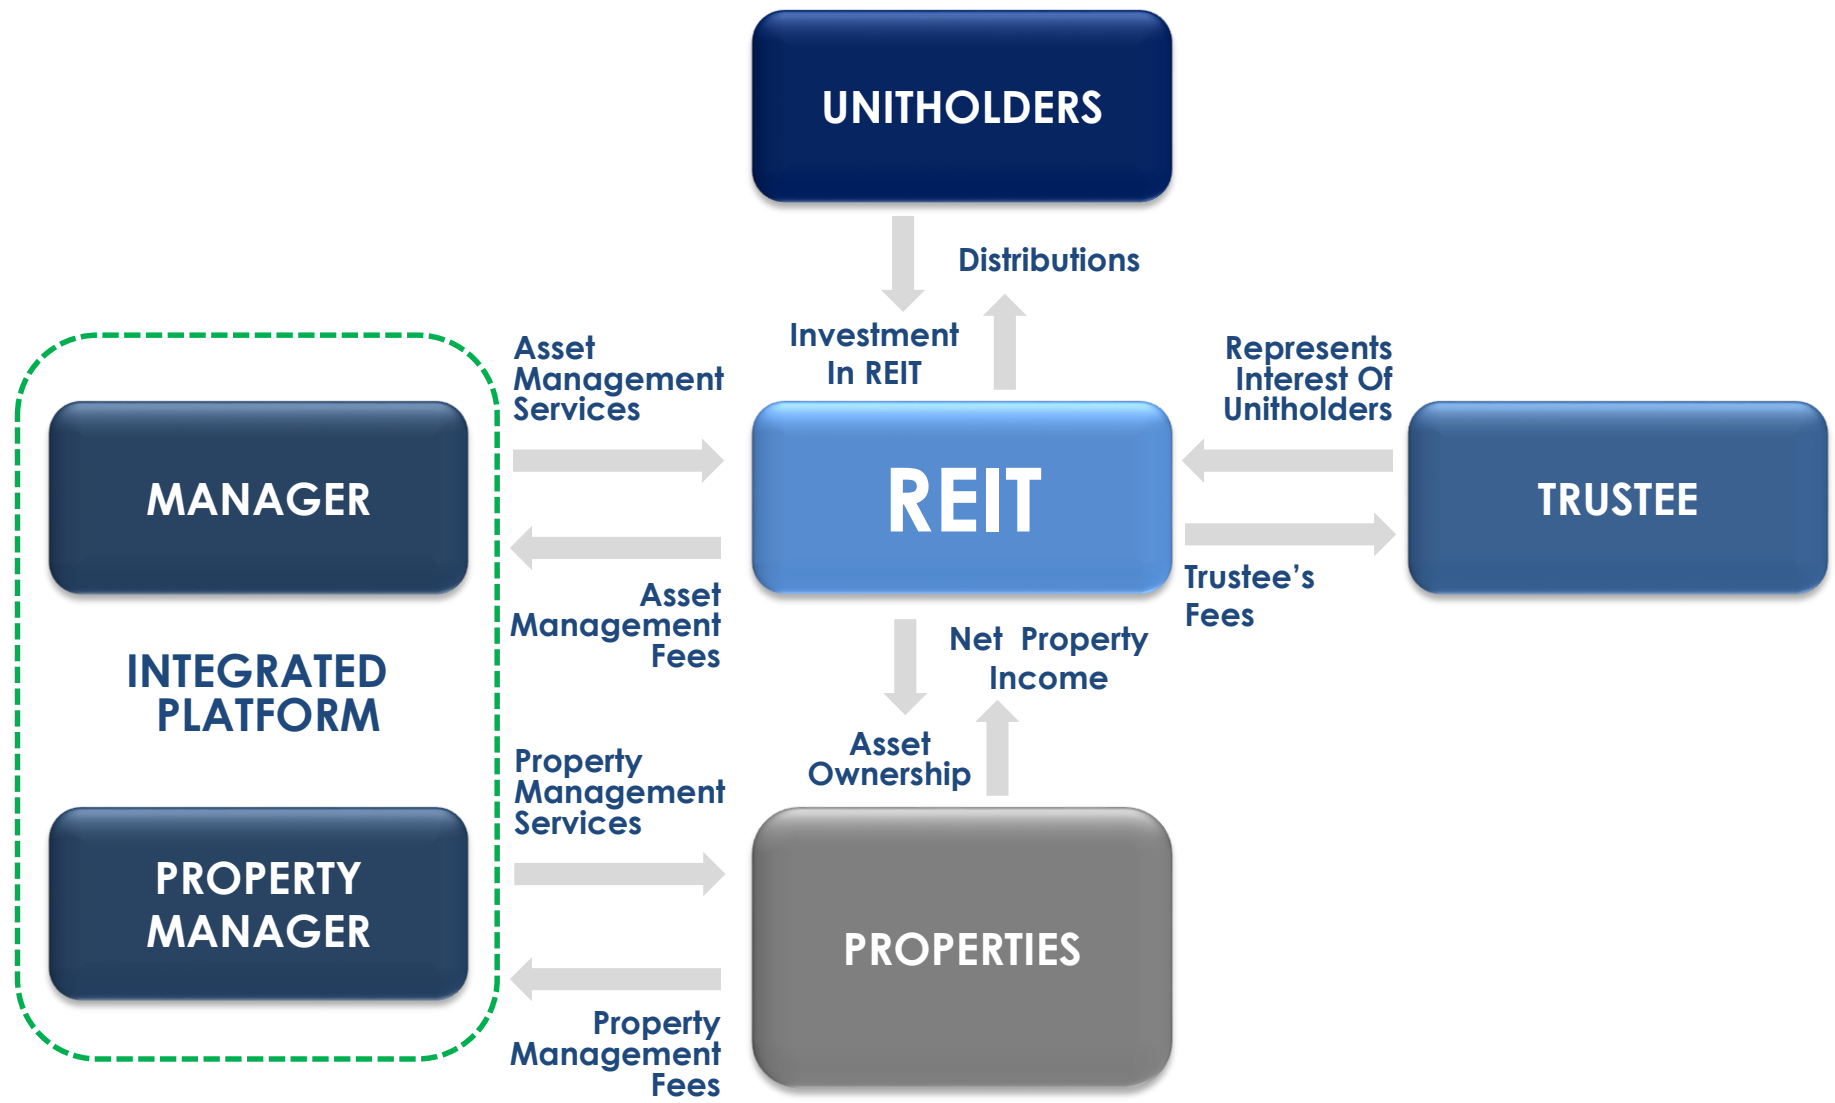 UNITHOLDERS
Distributions
Investment
In REIT
Asset
Management
Services
Represents
Interest Of
Unitholders
MANAGER
REIT
TRUSTEE
Asset
Management
Fees
Trustee’s
Fees
Net Property
Income
INTEGRATED
PLATFORM
Asset
Ownership
Property
Management
Services
PROPERTY
MANAGER
PROPERTIES
Property
Management
Fees